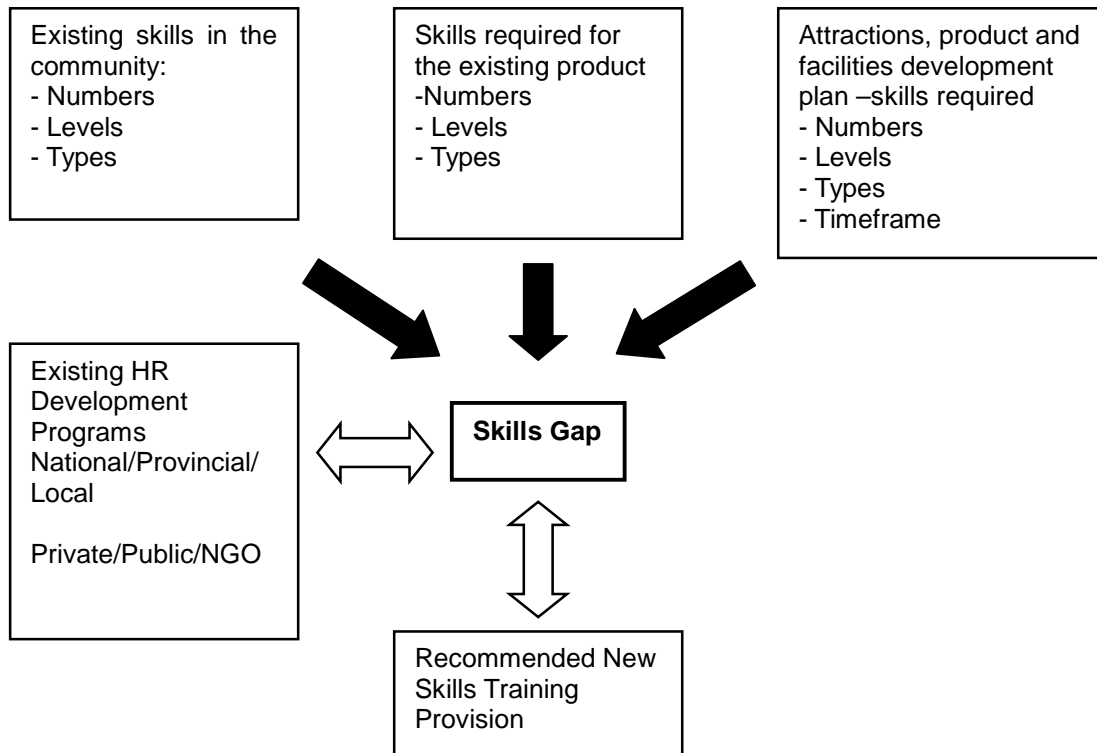 Existing skills in the
community:
- Numbers
- Levels
- Types
Skills required for
the existing product
-Numbers
- Levels
- Types
Attractions, product and
facilities development
plan –skills required
- Numbers
- Levels
- Types
- Timeframe
Existing HR
Development
Programs
National/Provincial/
Local
Private/Public/NGO
Skills Gap
Recommended New
Skills Training
Provision